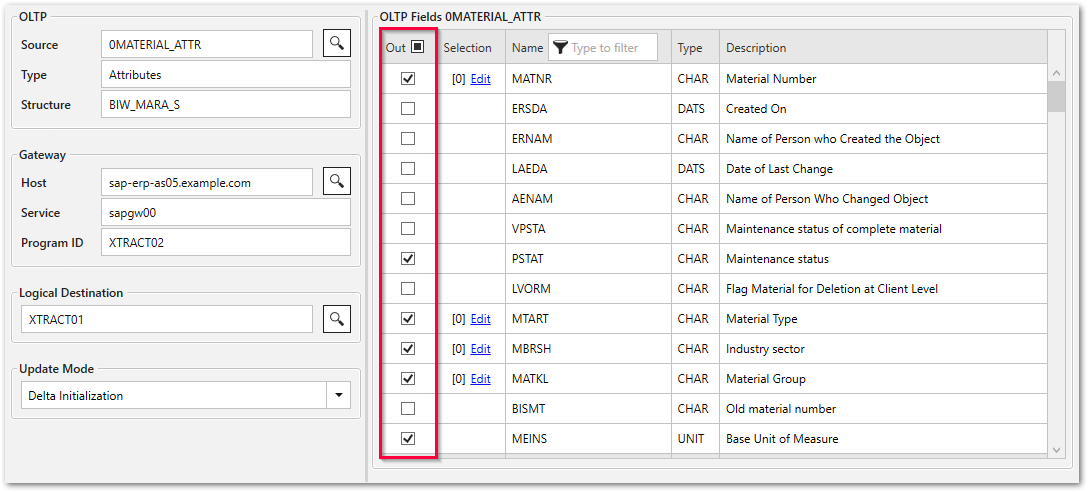 OLTP
Source 0MATERIAL_ATTR
Type Attributes
Structure BIW_MARA_S
Gateway
Host sap-erp-as05.example.com
Service sapgw00
Program ID XTRACT02
Logical Destination
XTRACT01
Update Mode
Delta Initialization
OLTP Fields 0MATERIAL_ATTR
Out Selection Name Type to filter Type Description
[0] Edit MATNR CHAR Material Number
ERSDA DATS Created On
ERNAM CHAR Name of Person who Created the Object
LAEDA DATS Date of Last Change
AENAM CHAR Name of Person Who Changed Object
VPSTA CHAR Maintenance status of complete material
PSTAT CHAR Maintenance status
LVORM CHAR Flag Material for Deletion at Client Level
[0] Edit MTART CHAR Material Type
[0] Edit MBRSH CHAR Industry sector
[0] Edit MATKL CHAR Material Group
BISMT CHAR Old material number
MEINS UNIT Base Unit of Measure